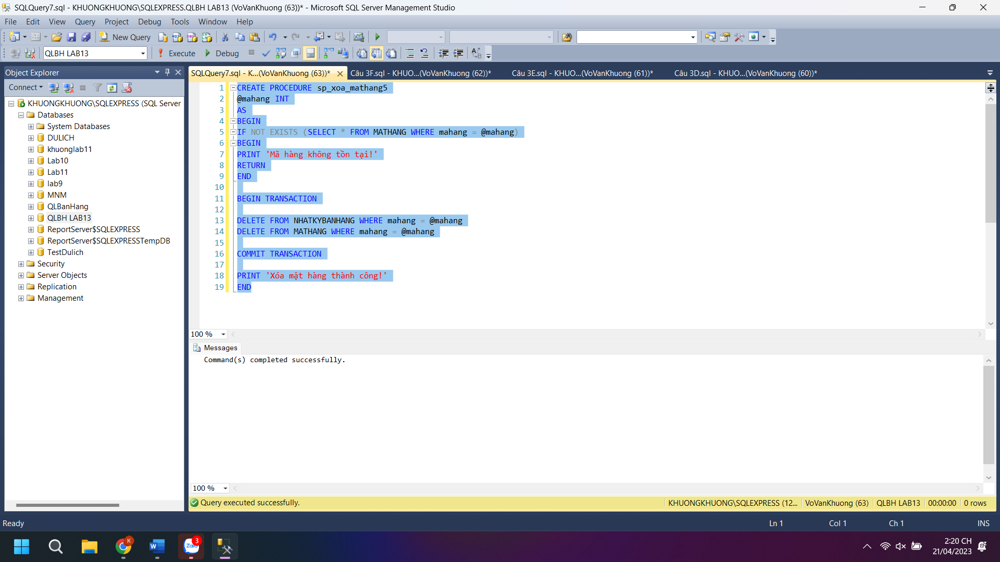 SQLQuery7.sql - KHUONGKHUONG\SQLEXPRESS.QLBH LAB13 (VoVanKhuong (63))* - Microsoft SQL Server Management Studio
File Edit View Query Project Debug Tools Window Help
New Query
QLBH LAB13 Execute Debug
Object Explorer
SQLQuery7.sql - K...(VoVanKhuong (63))* Câu 3F.sql - KHUO...(VoVanKhuong (62))* Câu 3E.sql - KHUO...(VoVanKhuong (61))* Câu 3D.sql - KHUO...(VoVanKhuong (60))*
Connect
KHUONGKHUONG\SQLEXPRESS (SQL Server
Databases
System Databases
DULICH
khuonglab11
Lab10
Lab11
lab9
MNM
QLBanHang
QLBH LAB13
ReportServer$SQLEXPRESS
ReportServer$SQLEXPRESSTempDB
TestDulich
Security
Server Objects
Replication
Management
1 CREATE PROCEDURE sp_xoa_mathang5
2 @mahang INT
3 AS
4 BEGIN
5 IF NOT EXISTS (SELECT * FROM MATHANG WHERE mahang = @mahang)
6 BEGIN
7 PRINT 'Mã hàng không tồn tại!'
8 RETURN
9 END
10
11 BEGIN TRANSACTION
12
13 DELETE FROM NHATKYBANHANG WHERE mahang = @mahang
14 DELETE FROM MATHANG WHERE mahang = @mahang
15
16 COMMIT TRANSACTION
17
18 PRINT 'Xóa mặt hàng thành công!'
19 END
100 %
Messages
Command(s) completed successfully.
100 %
Query executed successfully. KHUONGKHUONG\SQLEXPRESS (12... VoVanKhuong (63) QLBH LAB13 00:00:00 0 rows
Ready Ln 1 Col 1 Ch 1 INS
K
W
Zalo
3
2:20 CH
21/04/2023